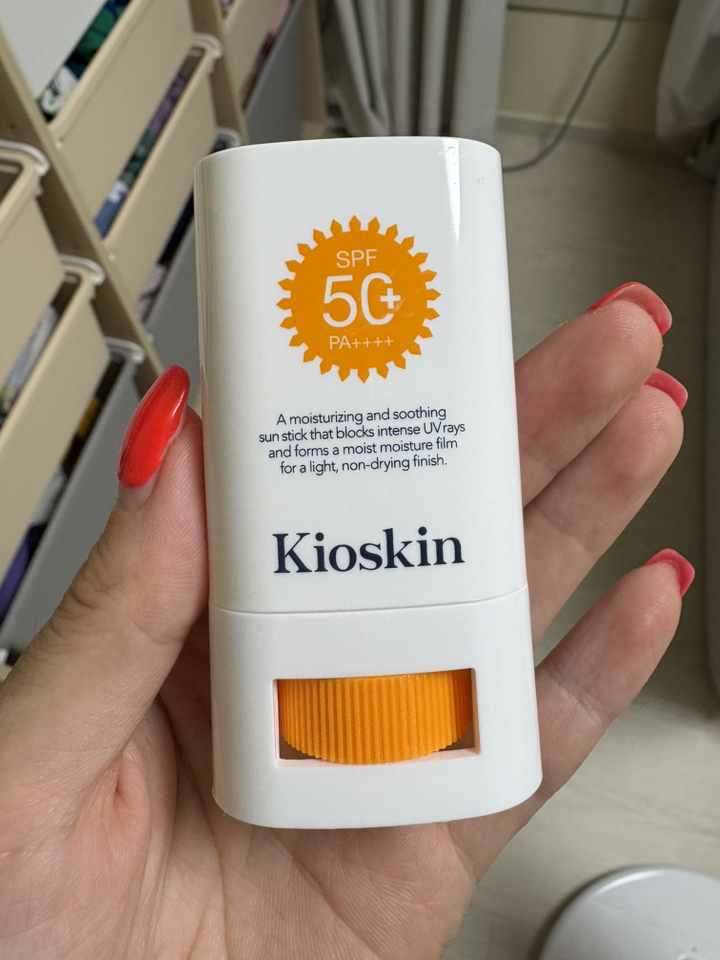 SPF
50+
PA++++
A moisturizing and soothing
sun stick that blocks intense UV rays
and forms a moist moisture film
for a light, non-drying finish.
Kioskin